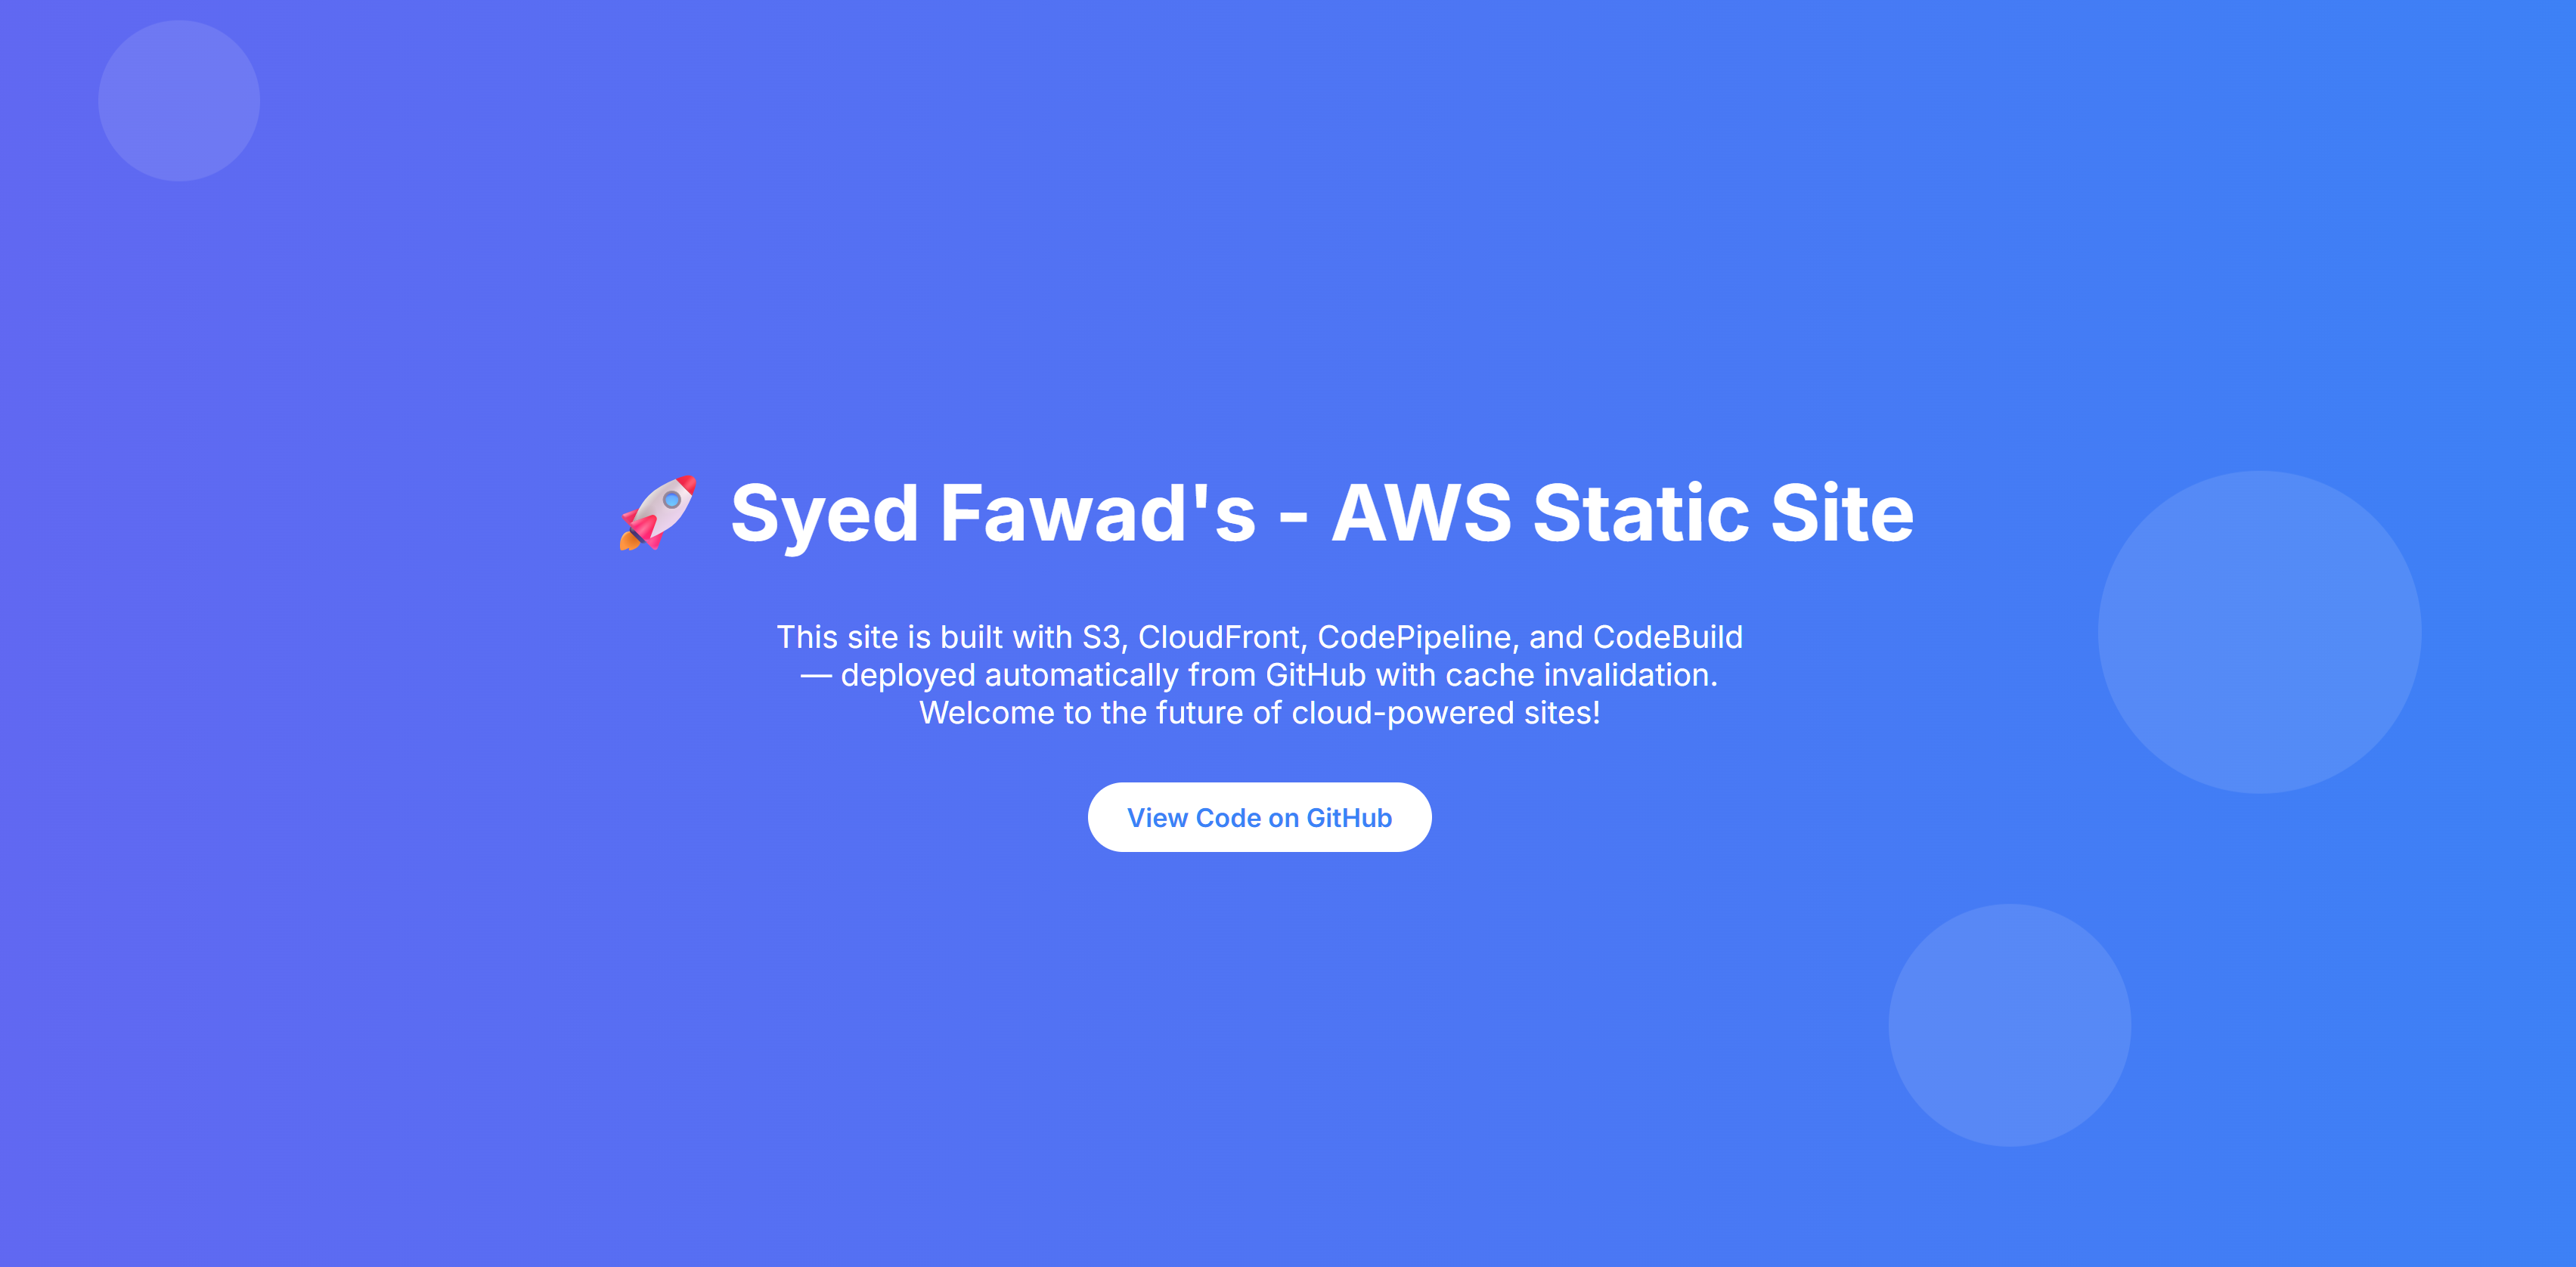 🚀 Syed Fawad's - AWS Static Site
This site is built with S3, CloudFront, CodePipeline, and CodeBuild
— deployed automatically from GitHub with cache invalidation.
Welcome to the future of cloud-powered sites!
View Code on GitHub